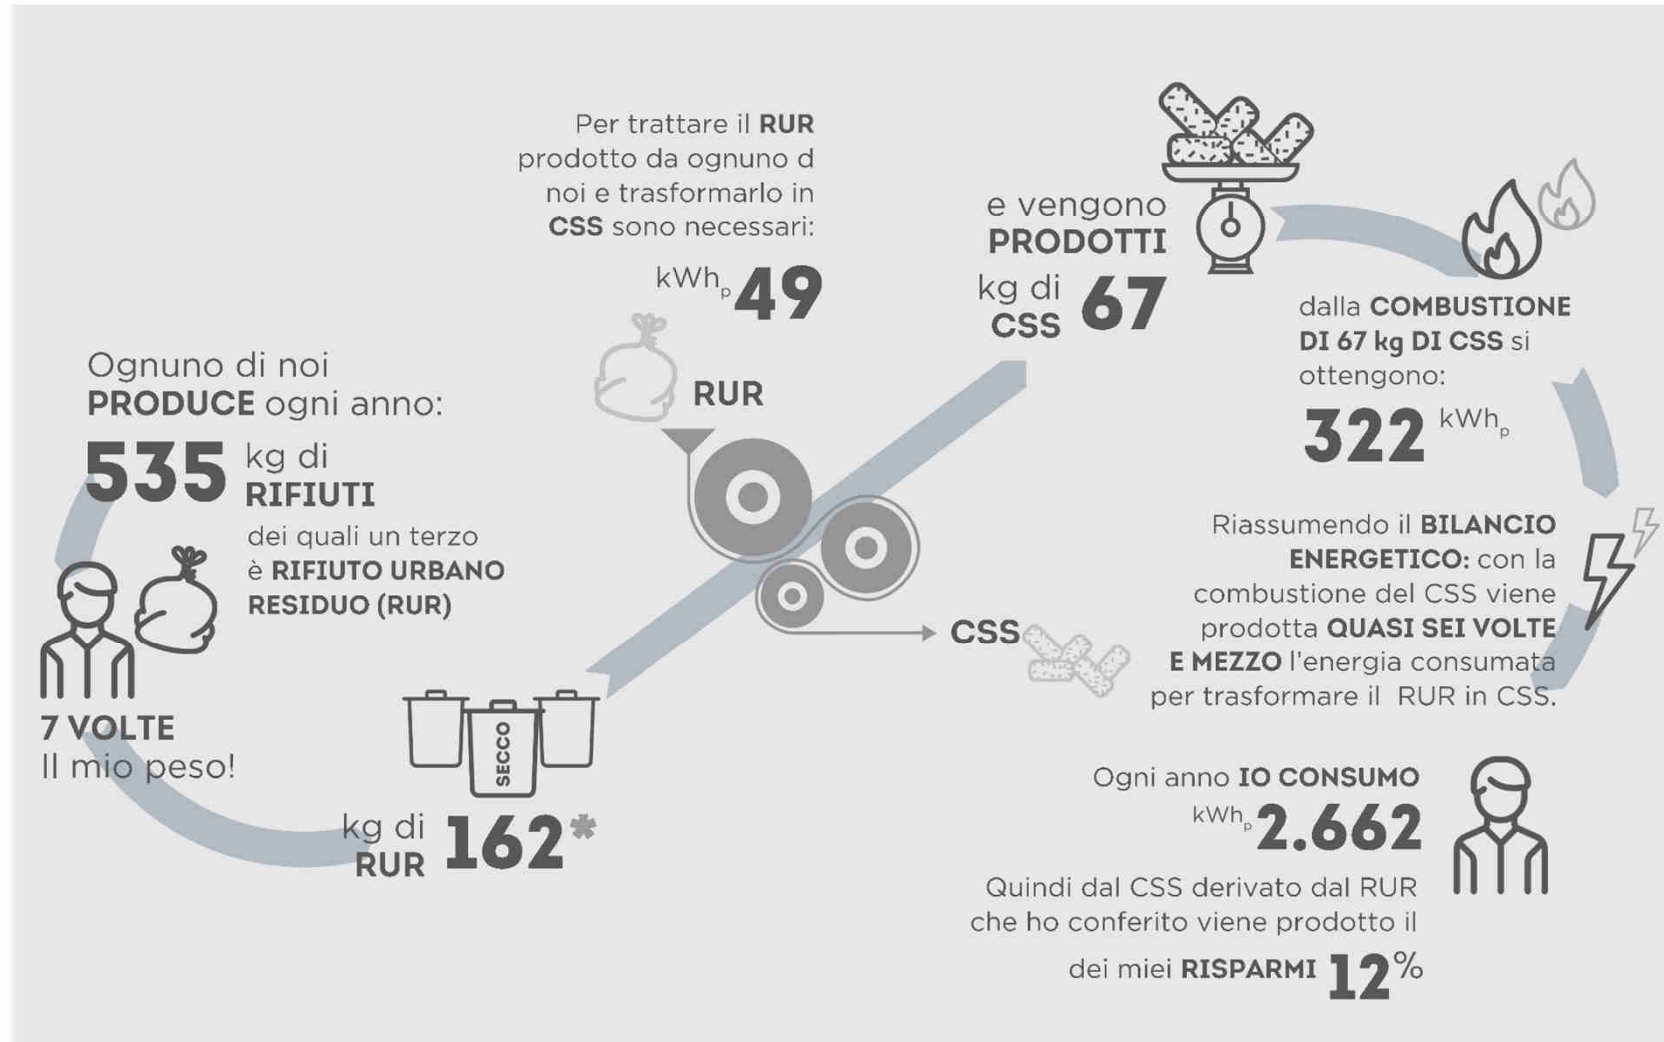 Ognuno di noi
PRODUCE ogni anno:
535 kg di
RIFIUTI
dei quali un terzo
è RIFIUTO URBANO
RESIDUO (RUR)
7 VOLTE
Il mio peso!
SECCO
kg di
RUR 162*
Per trattare il RUR
prodotto da ognuno d
noi e trasformarlo in
CSS sono necessari:
kWhp 49
RUR
CSS
e vengono
PRODOTTI
kg di
CSS 67
dalla COMBUSTIONE
DI 67 kg DI CSS si
ottengono:
322 kWhp
Riassumendo il BILANCIO
ENERGETICO: con la
combustione del CSS viene
prodotta QUASI SEI VOLTE
E MEZZO l'energia consumata
per trasformare il RUR in CSS.
Ogni anno IO CONSUMO
kWhp 2.662
Quindi dal CSS derivato dal RUR
che ho conferito viene prodotto il
dei miei RISPARMI 12%